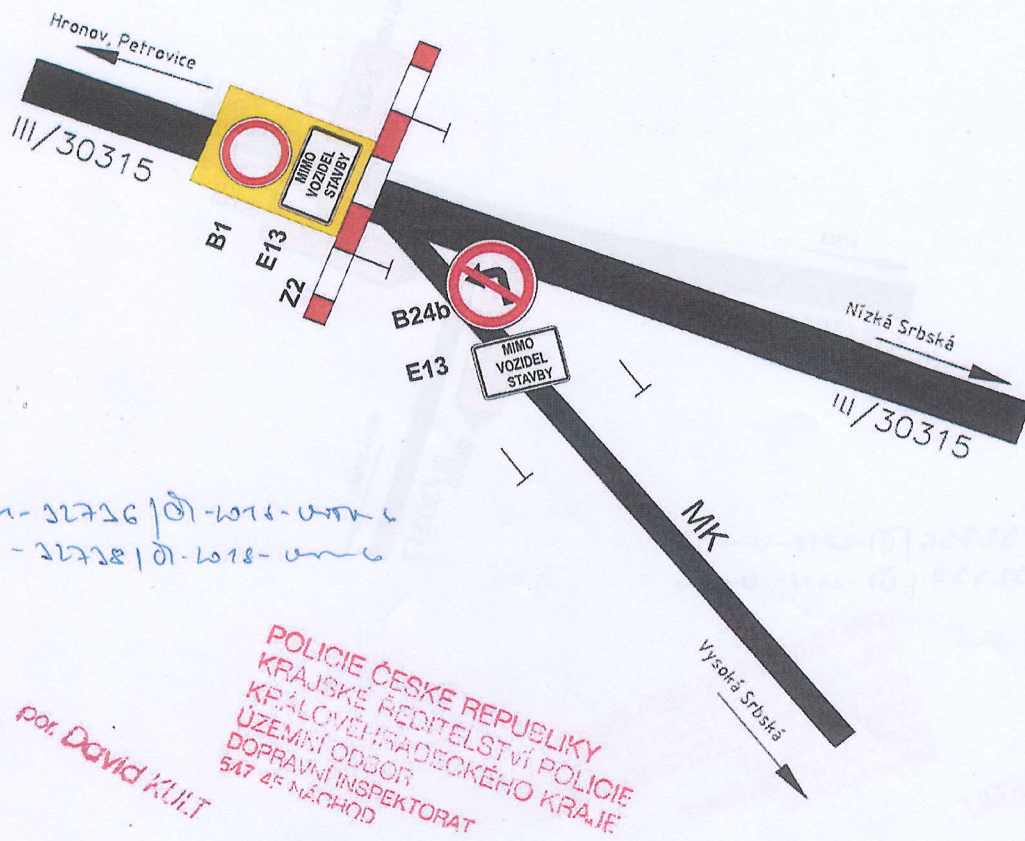 Hronov, Petrovice
III/30315
MIMO
VOZIDEL
STAVBY
B1
E13
Z2
B24b
E13
MIMO
VOZIDEL
STAVBY
Nízká Srbská
III/30315
MK
Vysoká Srbská
por. David KULT
POLICIE ČESKÉ REPUBLIKY
KRAJSKÉ ŘEDITELSTVÍ POLICIE
KRÁLOVÉHRADECKÉHO KRAJE
ÚZEMNÍ ODBOR
DOPRAVNÍ INSPEKTORÁT
547 45 NÁCHOD